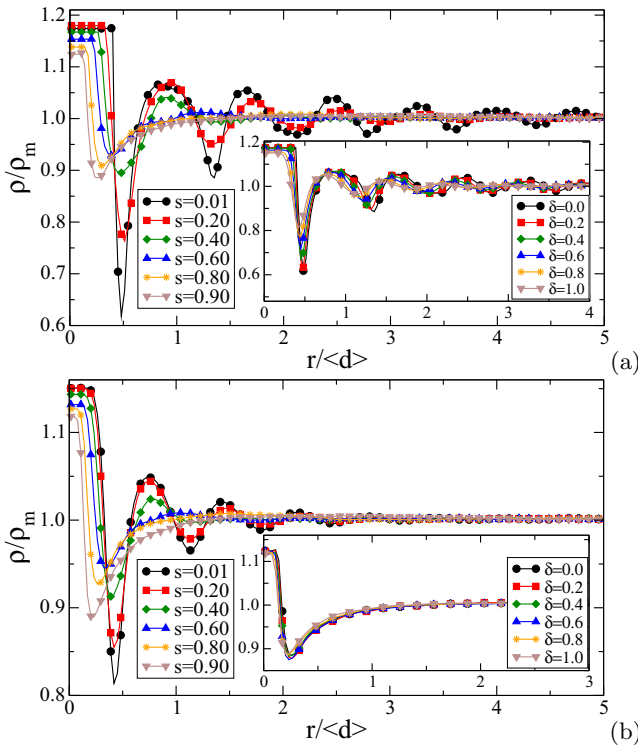 1.2
1.1
1.0
0.9
0.8
0.7
0.6
ρ/ρm
s=0.01
s=0.20
s=0.40
s=0.60
s=0.80
s=0.90
1.2
1.0
0.8
0.6
δ=0.0
δ=0.2
δ=0.4
δ=0.6
δ=0.8
δ=1.0
0 1 2 3 4
0 1 2 3 4 5
r/<d>
(a)
1.1
1.0
0.9
0.8
ρ/ρm
s=0.01
s=0.20
s=0.40
s=0.60
s=0.80
s=0.90
1.1
1.0
0.9
δ=0.0
δ=0.2
δ=0.4
δ=0.6
δ=0.8
δ=1.0
0 1 2 3
0 1 2 3 4 5
r/<d>
(b)